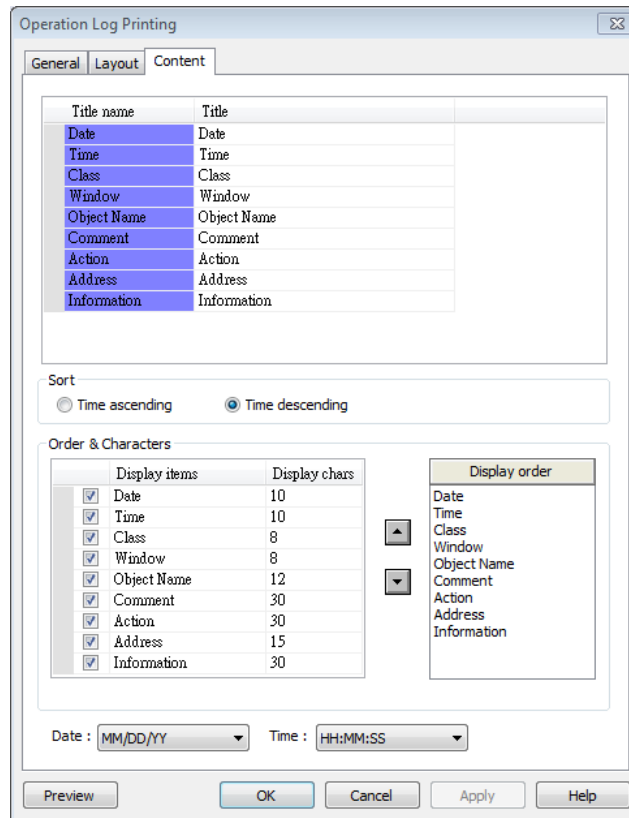 Operation Log Printing
General Layout Content
Title name Title
Date Date
Time Time
Class Class
Window Window
Object Name Object Name
Comment Comment
Action Action
Address Address
Information Information
Sort
Time ascending Time descending
Order & Characters
Display items Display chars
Date 10
Time 10
Class 8
Window 8
Object Name 12
Comment 30
Action 30
Address 15
Information 30
Display order
Date
Time
Class
Window
Object Name
Comment
Action
Address
Information
Date : MM/DD/YY Time : HH:MM:SS
Preview OK Cancel Apply Help